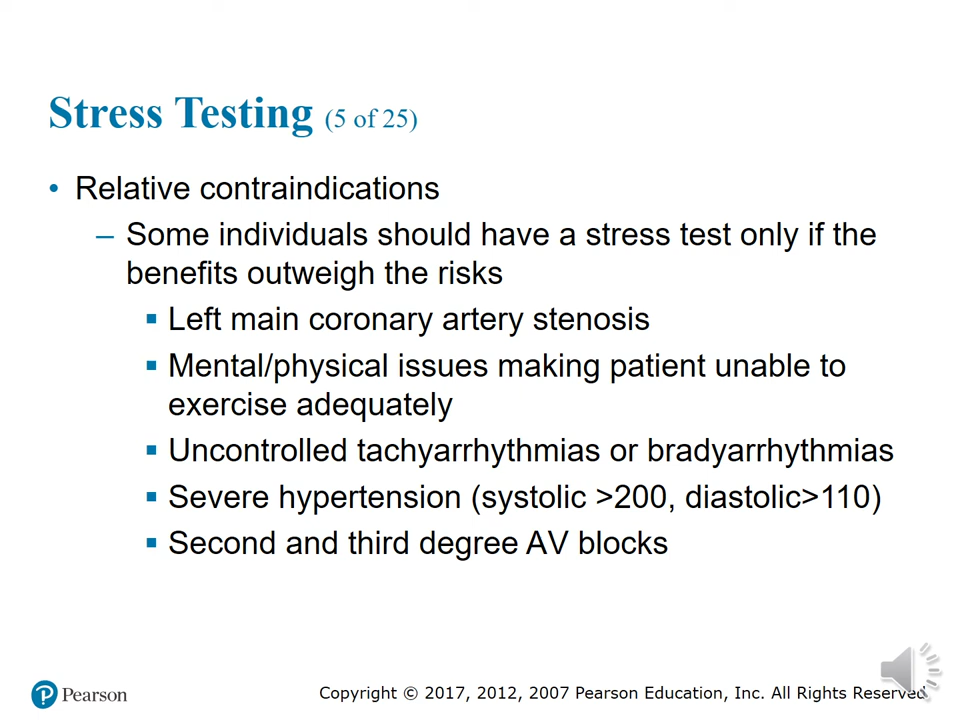 Stress Testing (5 of 25)
• Relative contraindications
– Some individuals should have a stress test only if the
benefits outweigh the risks
▪ Left main coronary artery stenosis
▪ Mental/physical issues making patient unable to
exercise adequately
▪ Uncontrolled tachyarrhythmias or bradyarrhythmias
▪ Severe hypertension (systolic >200, diastolic>110)
▪ Second and third degree AV blocks
Pearson
Copyright © 2017, 2012, 2007 Pearson Education, Inc. All Rights Reserved